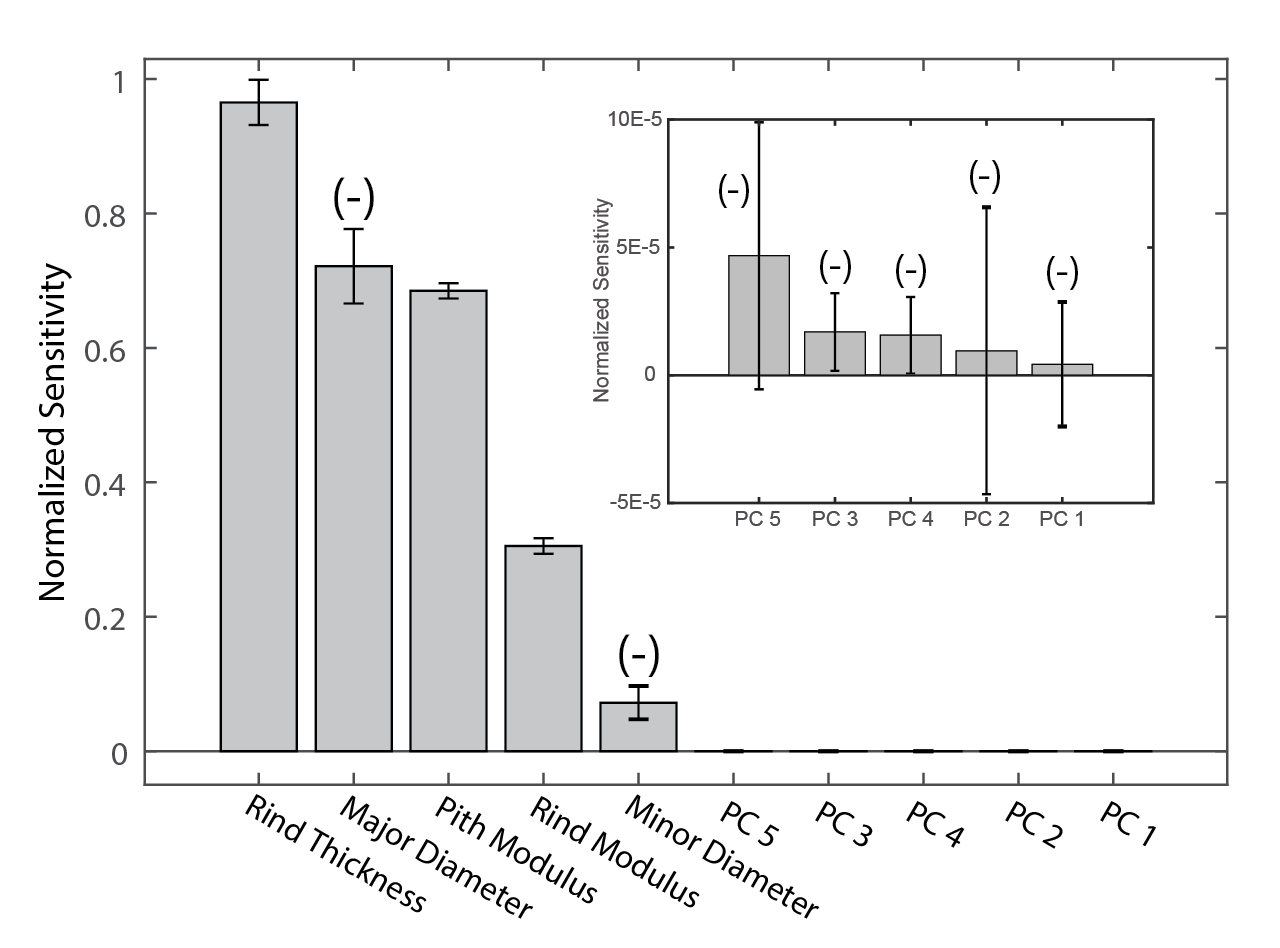 Normalized Sensitivity
1
0.8
0.6
0.4
0.2
0
(-)
(-)
Rind Thickness
Major Diameter
Pith Modulus
Rind Modulus
Minor Diameter
PC 5
PC 3
PC 4
PC 2
PC 1
Normalized Sensitivity
10E-5
5E-5
0
-5E-5
(-)
(-)
(-)
(-)
(-)
PC 5
PC 3
PC 4
PC 2
PC 1